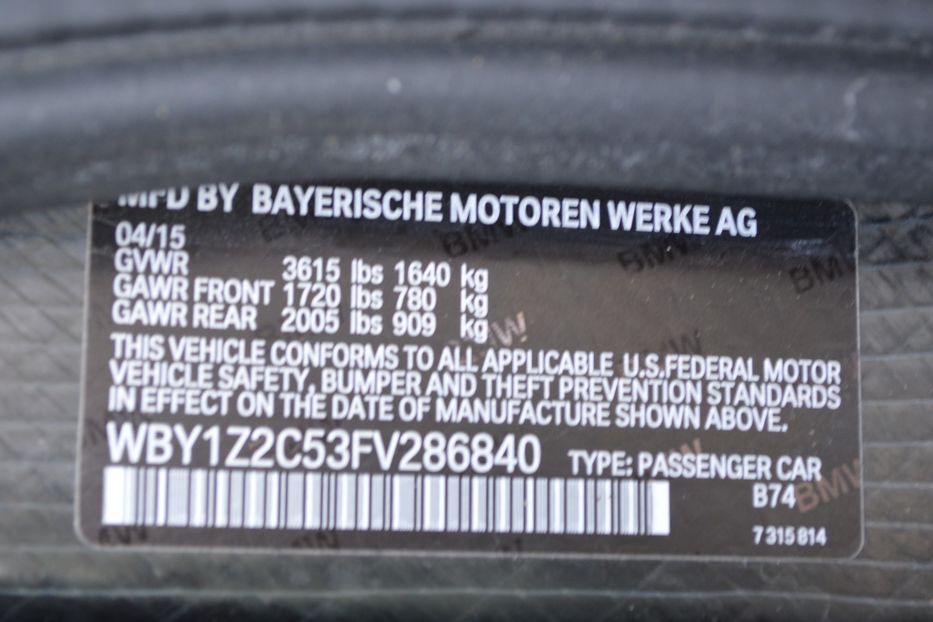 MFD BY BAYERISCHE MOTOREN WERKE AG
04/15
GVWR 3615 lbs 1640 kg
GAWR FRONT 1720 lbs 780 kg
GAWR REAR 2005 lbs 909 kg
THIS VEHICLE CONFORMS TO ALL APPLICABLE U.S.FEDERAL MOTOR
VEHICLE SAFETY, BUMPER AND THEFT PREVENTION STANDARDS
IN EFFECT ON THE DATE OF MANUFACTURE SHOWN ABOVE.
WBY1Z2C53FV286840 TYPE: PASSENGER CAR
B74
7 315 814